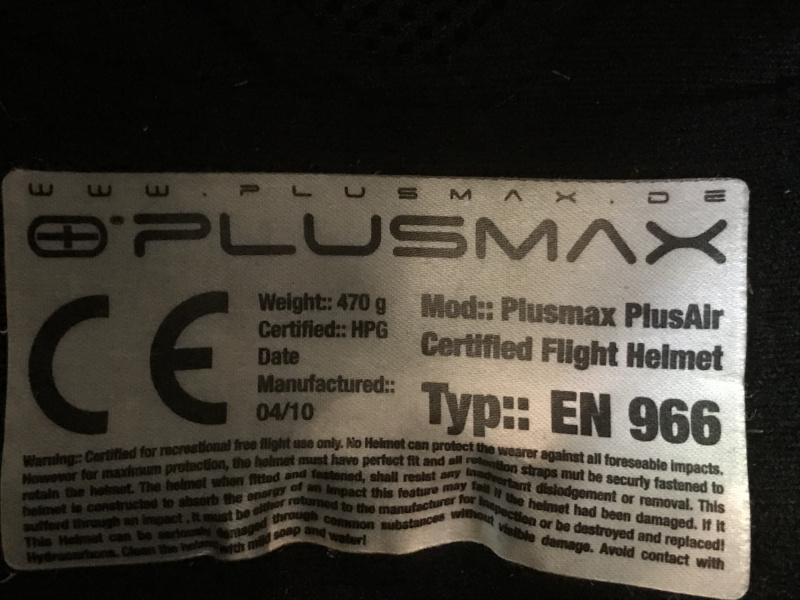 WWW.PLUSMAX.DE
PLUSMAX
CE
Weight:: 470 g
Certified:: HPG
Date
Manufactured::
04/10
Mod:: Plusmax PlusAir
Certified Flight Helmet
Typ:: EN 966
Warning:: Certified for recreational free flight use only. No Helmet can protect the wearer against all foreseable impacts.
However for maximum protection, the helmet must have perfect fit and all retention straps mut be securly fastened to
retain the helmet. The helmet when fitted and fastened, shall resist any inadvertant dislodgement or removal. This
helmet is constructed to absorb the energy of an impact this feature may fail if the helmet had been damaged. If it
sufferd through an impact , it must be either returned to the manufacturer for inspection or be destroyed and replaced!
This Helmet can be seriously damaged through common substances without visible damage. Avoid contact with
Hydrocarbons. Clean the helmet with mild soap and water!